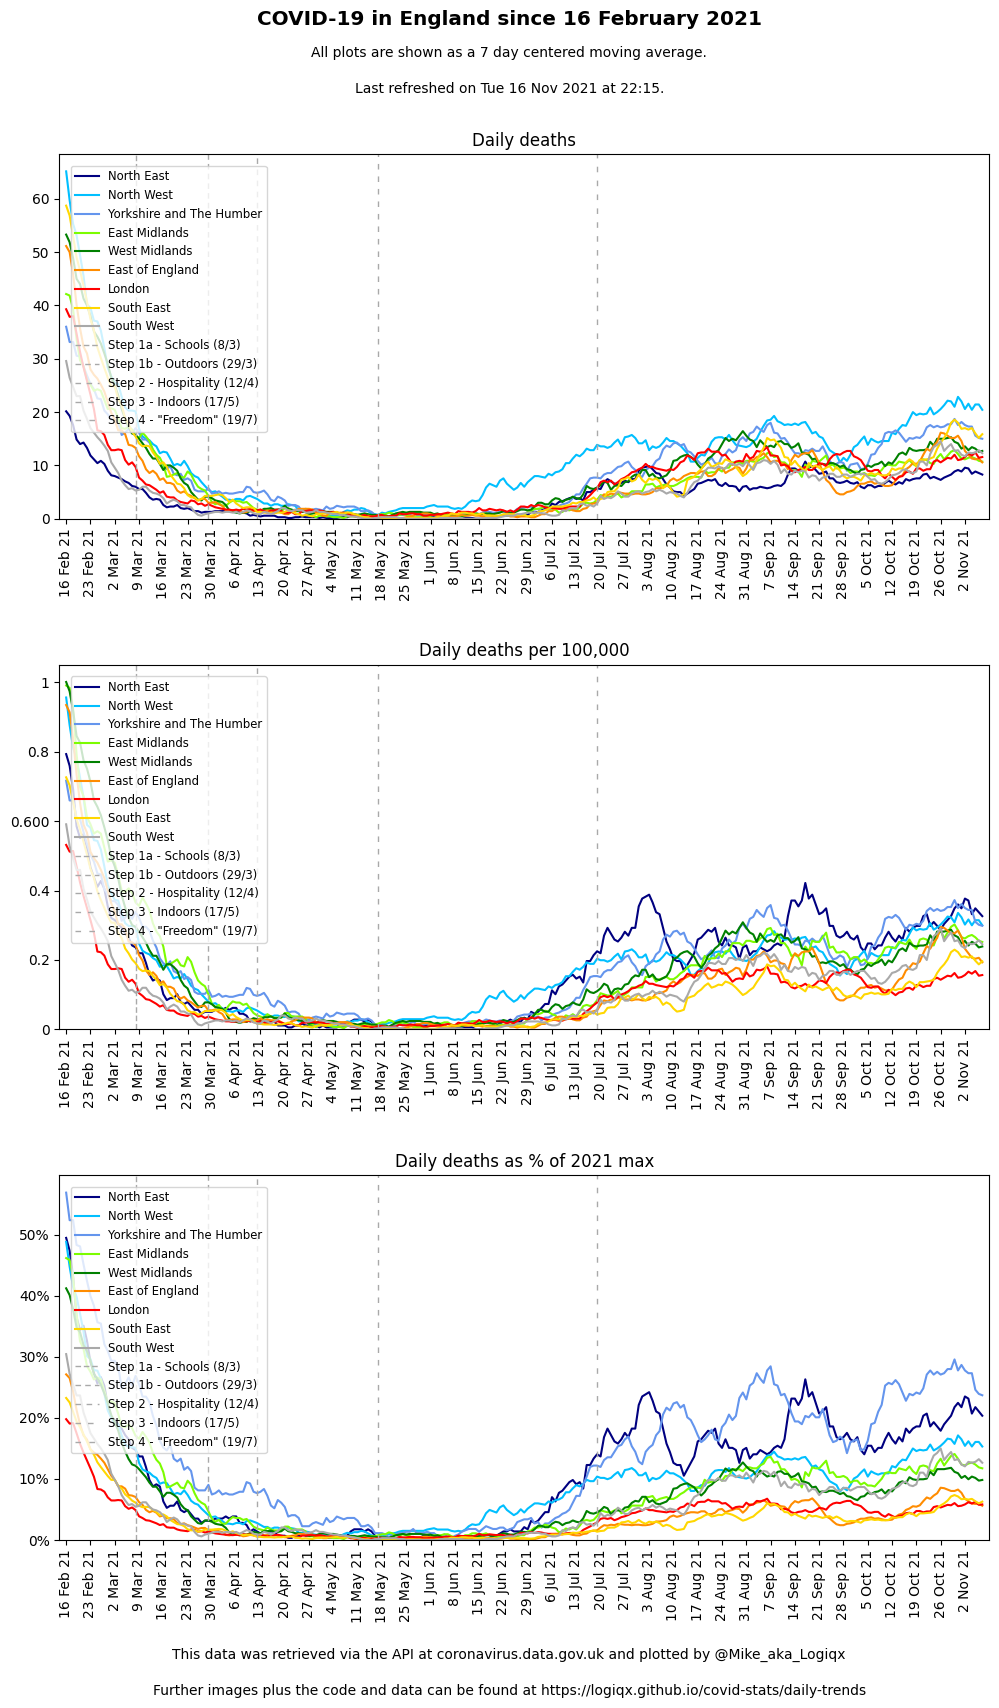 COVID-19 in England since 16 February 2021
All plots are shown as a 7 day centered moving average.
Last refreshed on Tue 16 Nov 2021 at 22:15.
Daily deaths
60
50
40
30
20
10
0
North East
North West
Yorkshire and The Humber
East Midlands
West Midlands
East of England
London
South East
South West
Step 1a - Schools (8/3)
Step 1b - Outdoors (29/3)
Step 2 - Hospitality (12/4)
Step 3 - Indoors (17/5)
Step 4 - "Freedom" (19/7)
16 Feb 21
23 Feb 21
2 Mar 21
9 Mar 21
16 Mar 21
23 Mar 21
30 Mar 21
6 Apr 21
13 Apr 21
20 Apr 21
27 Apr 21
4 May 21
11 May 21
18 May 21
25 May 21
1 Jun 21
8 Jun 21
15 Jun 21
22 Jun 21
29 Jun 21
6 Jul 21
13 Jul 21
20 Jul 21
27 Jul 21
3 Aug 21
10 Aug 21
17 Aug 21
24 Aug 21
31 Aug 21
7 Sep 21
14 Sep 21
21 Sep 21
28 Sep 21
5 Oct 21
12 Oct 21
19 Oct 21
26 Oct 21
2 Nov 21
Daily deaths per 100,000
1
0.8
0.600
0.4
0.2
0
North East
North West
Yorkshire and The Humber
East Midlands
West Midlands
East of England
London
South East
South West
Step 1a - Schools (8/3)
Step 1b - Outdoors (29/3)
Step 2 - Hospitality (12/4)
Step 3 - Indoors (17/5)
Step 4 - "Freedom" (19/7)
16 Feb 21
23 Feb 21
2 Mar 21
9 Mar 21
16 Mar 21
23 Mar 21
30 Mar 21
6 Apr 21
13 Apr 21
20 Apr 21
27 Apr 21
4 May 21
11 May 21
18 May 21
25 May 21
1 Jun 21
8 Jun 21
15 Jun 21
22 Jun 21
29 Jun 21
6 Jul 21
13 Jul 21
20 Jul 21
27 Jul 21
3 Aug 21
10 Aug 21
17 Aug 21
24 Aug 21
31 Aug 21
7 Sep 21
14 Sep 21
21 Sep 21
28 Sep 21
5 Oct 21
12 Oct 21
19 Oct 21
26 Oct 21
2 Nov 21
Daily deaths as % of 2021 max
50%
40%
30%
20%
10%
0%
North East
North West
Yorkshire and The Humber
East Midlands
West Midlands
East of England
London
South East
South West
Step 1a - Schools (8/3)
Step 1b - Outdoors (29/3)
Step 2 - Hospitality (12/4)
Step 3 - Indoors (17/5)
Step 4 - "Freedom" (19/7)
16 Feb 21
23 Feb 21
2 Mar 21
9 Mar 21
16 Mar 21
23 Mar 21
30 Mar 21
6 Apr 21
13 Apr 21
20 Apr 21
27 Apr 21
4 May 21
11 May 21
18 May 21
25 May 21
1 Jun 21
8 Jun 21
15 Jun 21
22 Jun 21
29 Jun 21
6 Jul 21
13 Jul 21
20 Jul 21
27 Jul 21
3 Aug 21
10 Aug 21
17 Aug 21
24 Aug 21
31 Aug 21
7 Sep 21
14 Sep 21
21 Sep 21
28 Sep 21
5 Oct 21
12 Oct 21
19 Oct 21
26 Oct 21
2 Nov 21
This data was retrieved via the API at coronavirus.data.gov.uk and plotted by @Mike_aka_Logiqx
Further images plus the code and data can be found at https://logiqx.github.io/covid-stats/daily-trends